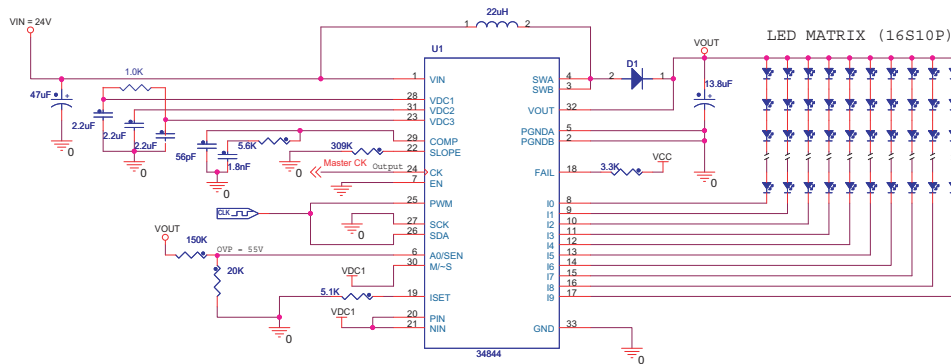 VIN = 24V
22uH
1
2
LED MATRIX (16S10P)
U1
VOUT
D1
1.0K
47uF
2.2uF
2.2uF
2.2uF
0
0
1 VIN
28 VDC1
31 VDC2
23 VDC3
SWA 4
SWB 3
2
1
13.8uF
VOUT 32
PGNDA 5
PGNDB 2
0
56pF
1.8nF
5.6K
309K
0
0
29 COMP
22 SLOPE
Master CK
Output
24 CK
7 EN
0
FAIL 18
3.3K
VCC
CLK
25 PWM
27 SCK
26 SDA
0
I0 8
I1 9
I2 10
I3 11
I4 12
I5 13
I6 14
I7 15
I8 16
I9 17
VOUT
150K
OVP = 55V
20K
6 A0/SEN
30 M/~S
VDC1
5.1K
19 ISET
VDC1
20 PIN
21 NIN
0
GND 33
0
34844